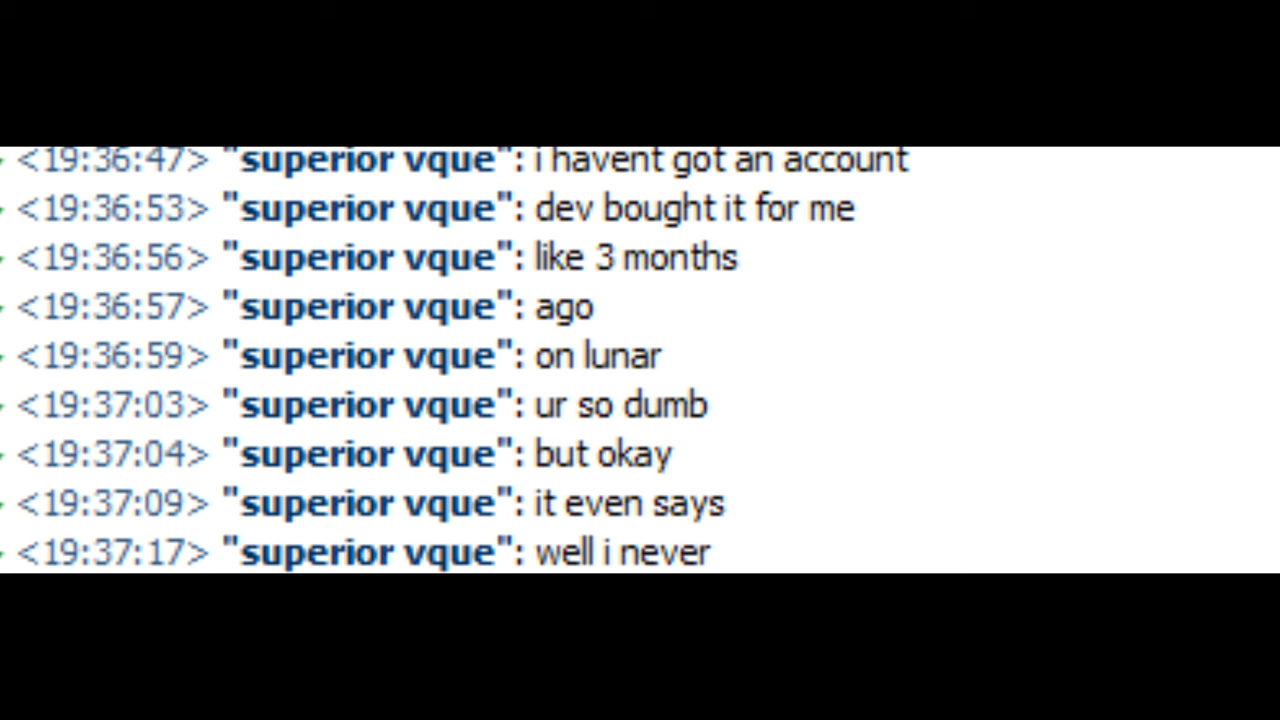 <19:36:47> "superior vque": i havent got an account
<19:36:53> "superior vque": dev bought it for me
<19:36:56> "superior vque": like 3 months
<19:36:57> "superior vque": ago
<19:36:59> "superior vque": on lunar
<19:37:03> "superior vque": ur so dumb
<19:37:04> "superior vque": but okay
<19:37:09> "superior vque": it even says
<19:37:17> "superior vque": well i never